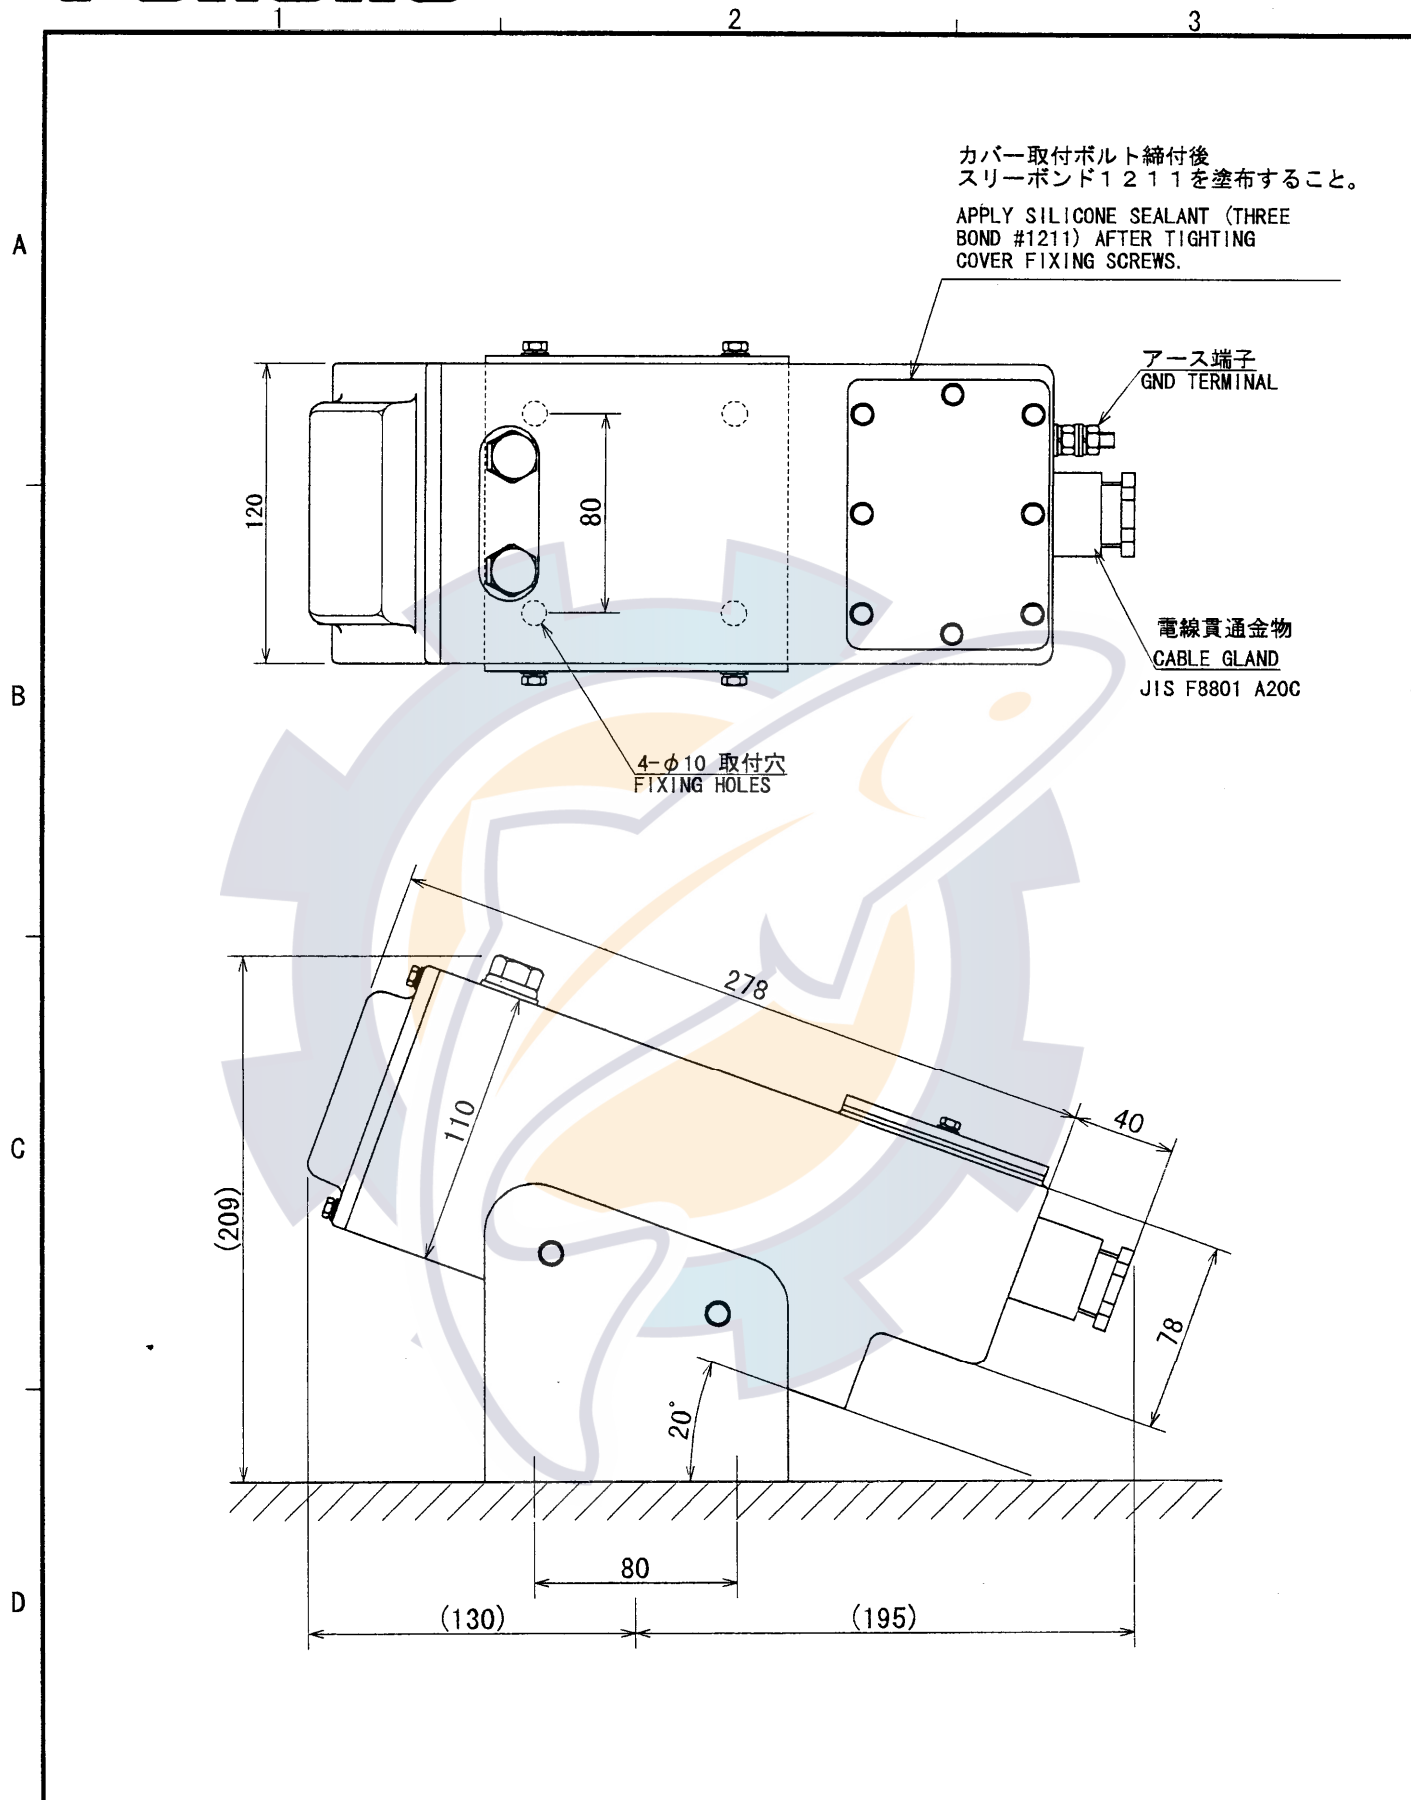 1
2
3
カバー取付ボルト締付後
スリーボンド1211を塗布すること。
APPLY SILICONE SEALANT (THREE
BOND #1211) AFTER TIGHTING
COVER FIXING SCREWS.
A
アース端子
GND TERMINAL
120
80
電線貫通金物
CABLE GLAND
JIS F8801 A20C
B
4-φ10 取付穴
FIXING HOLES
278
110
40
C
(209)
78
20°
80
D
(130)
(195)